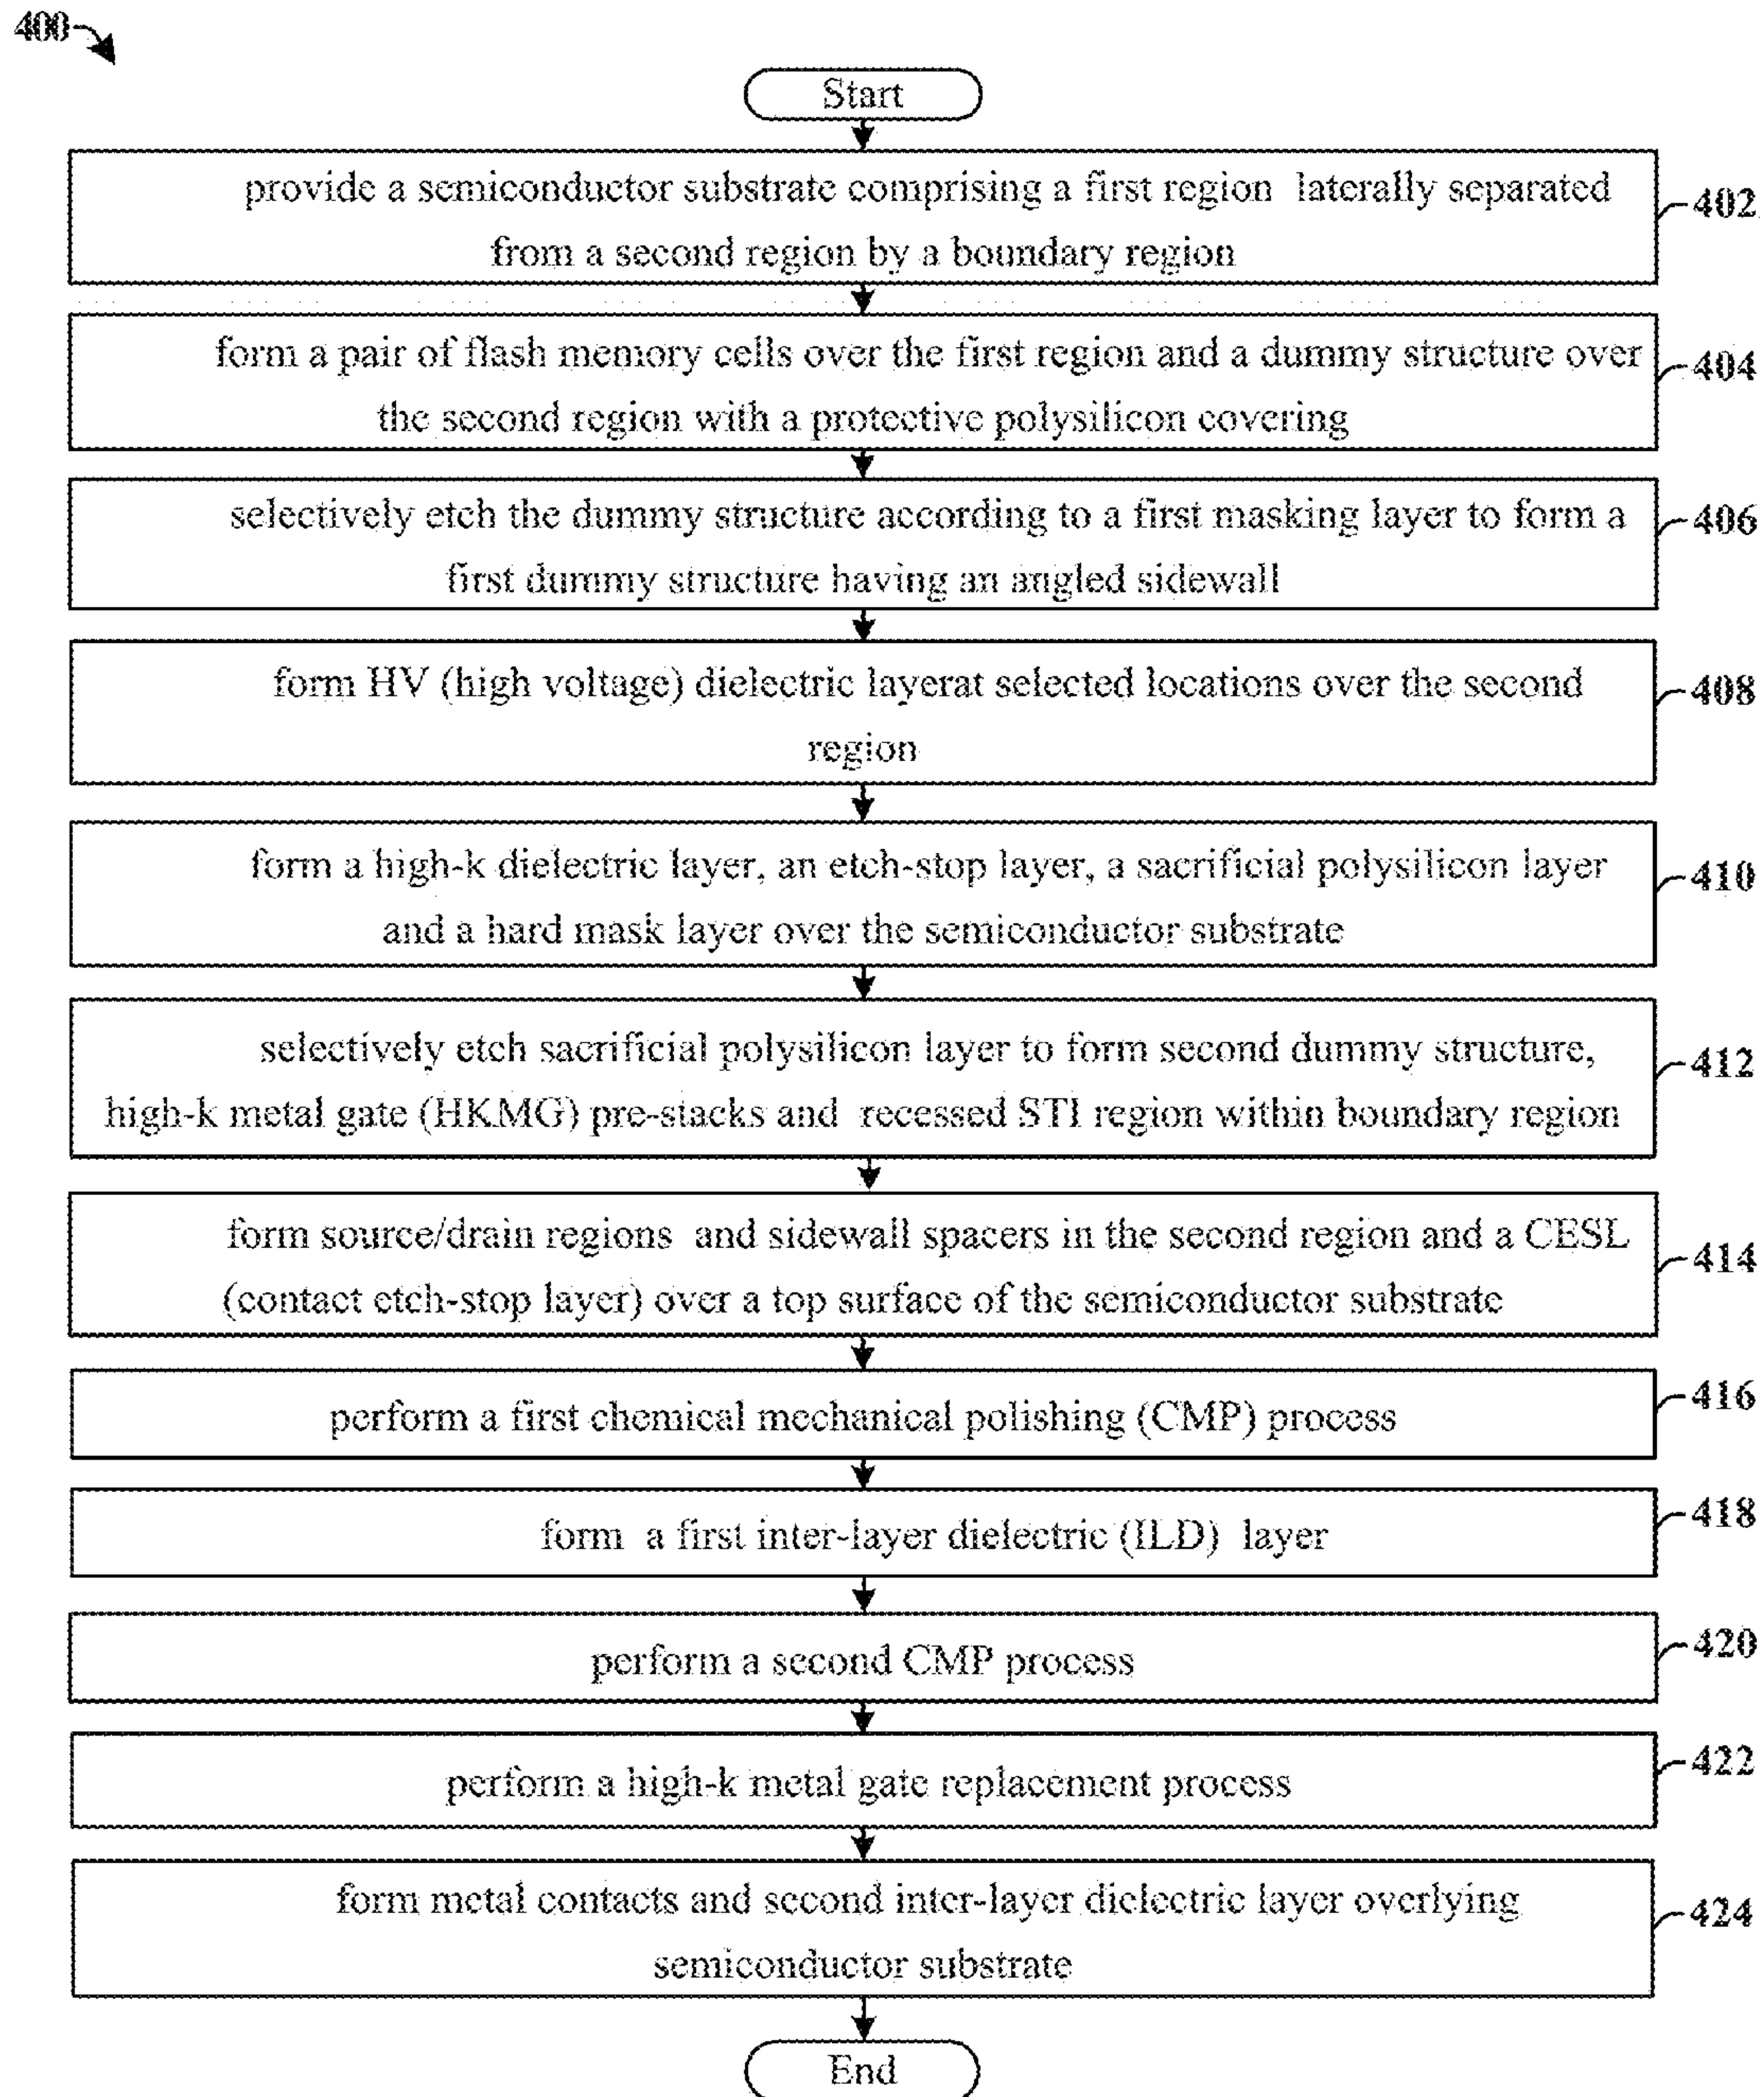 400
Start
provide a semiconductor substrate comprising a first region laterally separated
from a second region by a boundary region
402
form a pair of flash memory cells over the first region and a dummy structure over
the second region with a protective polysilicon covering
404
selectively etch the dummy structure according to a first masking layer to form a
first dummy structure having an angled sidewall
406
form HV (high voltage) dielectric layerat selected locations over the second
region
408
form a high-k dielectric layer, an etch-stop layer, a sacrificial polysilicon layer
and a hard mask layer over the semiconductor substrate
410
selectively etch sacrificial polysilicon layer to form second dummy structure,
high-k metal gate (HKMG) pre-stacks and recessed STI region within boundary region
412
form source/drain regions and sidewall spacers in the second region and a CESL
(contact etch-stop layer) over a top surface of the semiconductor substrate
414
perform a first chemical mechanical polishing (CMP) process
416
form a first inter-layer dielectric (ILD) layer
418
perform a second CMP process
420
perform a high-k metal gate replacement process
422
form metal contacts and second inter-layer dielectric layer overlying
semiconductor substrate
424
End